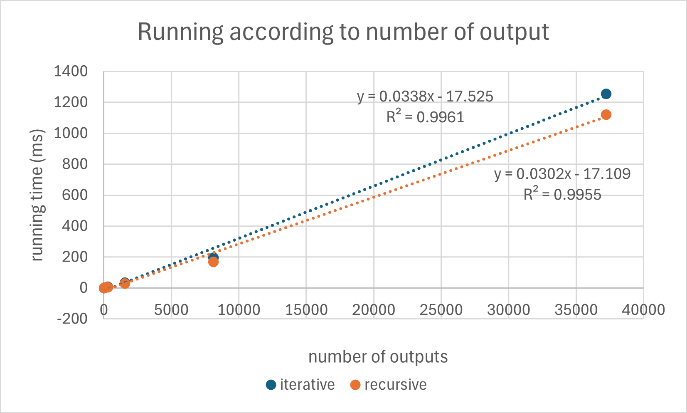 Running according to number of output
1400
1200
1000
800
600
400
200
0
-200
running time (ms)
y = 0.0338x - 17.525
R² = 0.9961
y = 0.0302x - 17.109
R² = 0.9955
0 5000 10000 15000 20000 25000 30000 35000 40000
number of outputs
iterative recursive